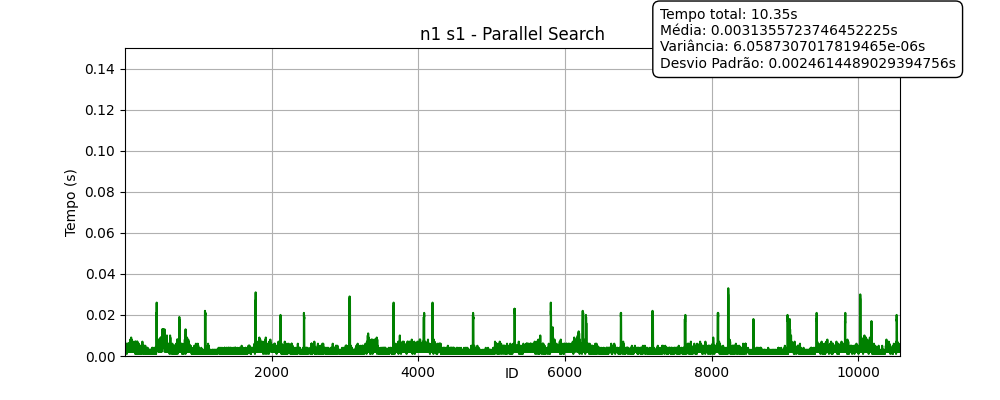 Tempo total: 10.35s
Média: 0.0031355723746452225s
Variância: 6.0587307017819465e-06s
Desvio Padrão: 0.0024614489029394756s
n1 s1 - Parallel Search
0.14
0.12
0.10
0.08
0.06
0.04
0.02
0.00
Tempo (s)
2000 4000 6000 8000 10000
ID